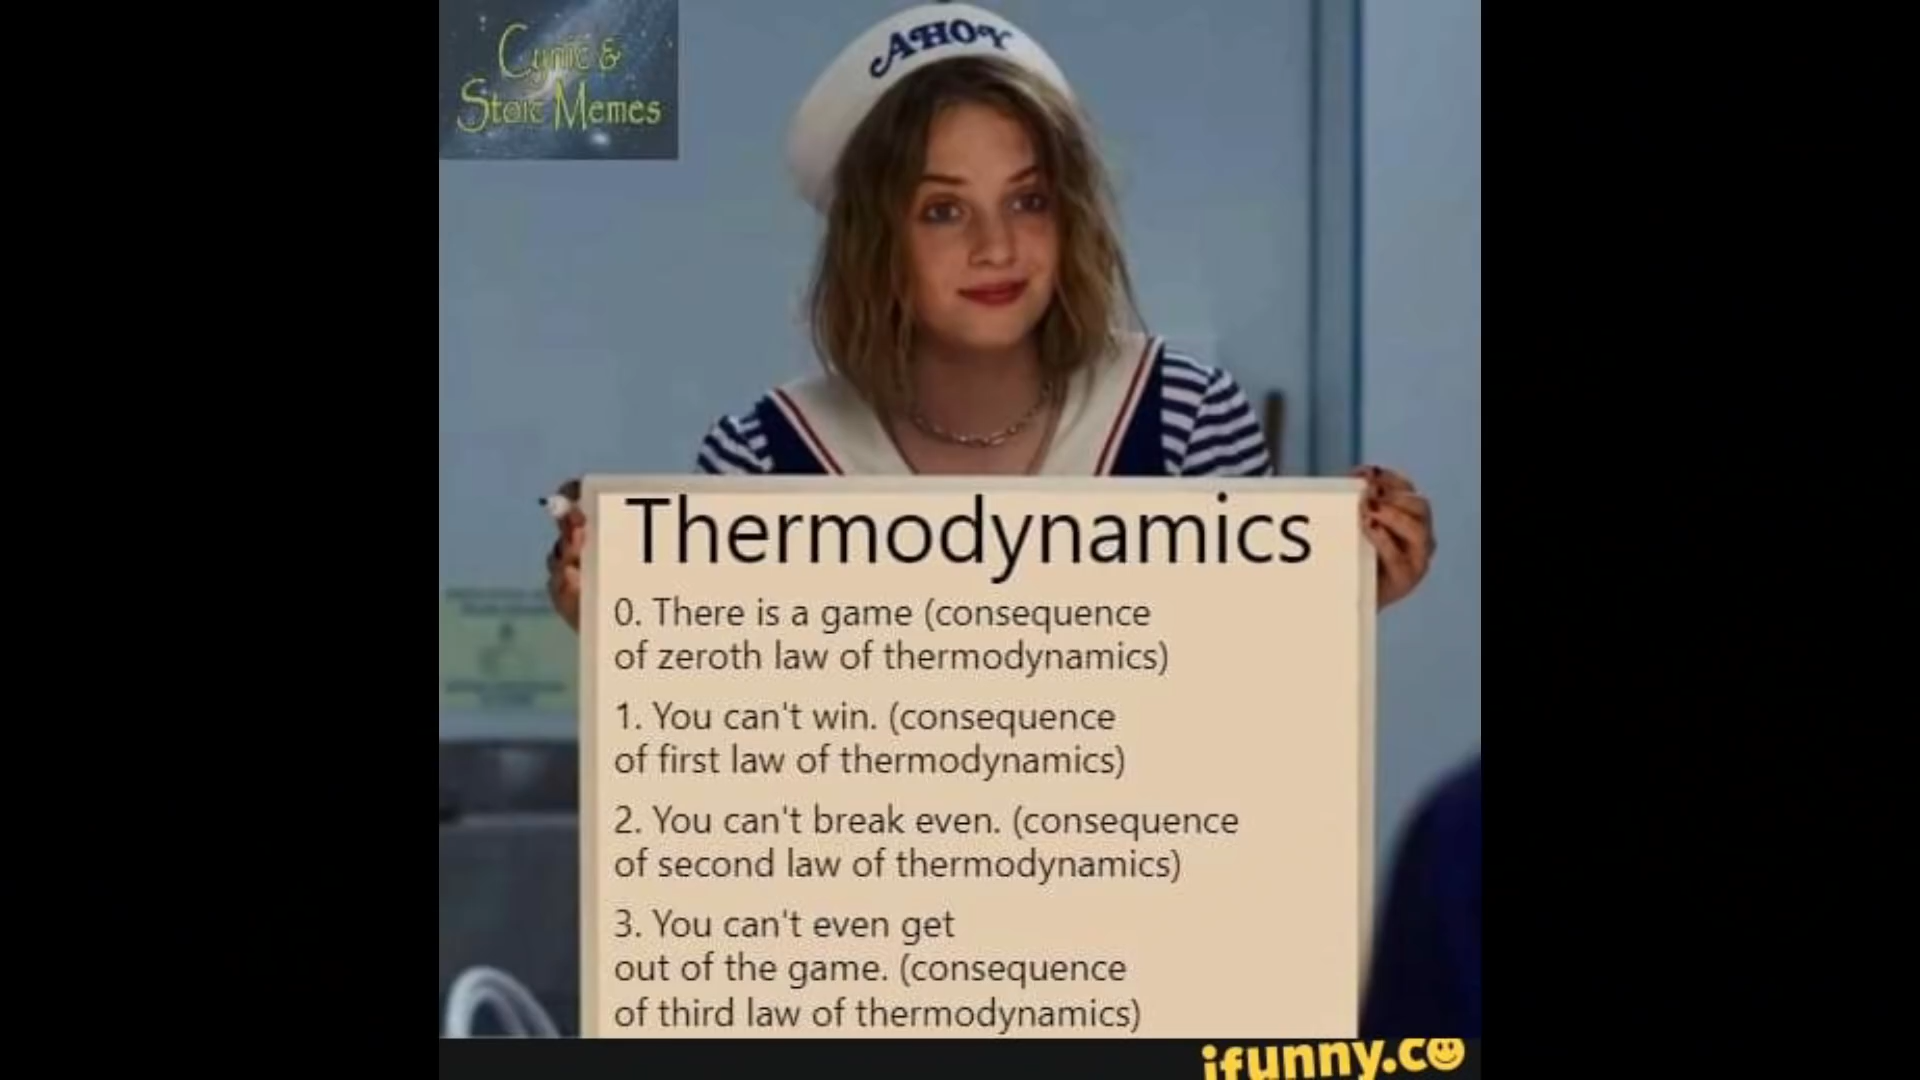 Cynic &
Stoic Memes
AHOY
Thermodynamics
0. There is a game (consequence
of zeroth law of thermodynamics)
1. You can't win. (consequence
of first law of thermodynamics)
2. You can't break even. (consequence
of second law of thermodynamics)
3. You can't even get
out of the game. (consequence
of third law of thermodynamics)
ifunny.co